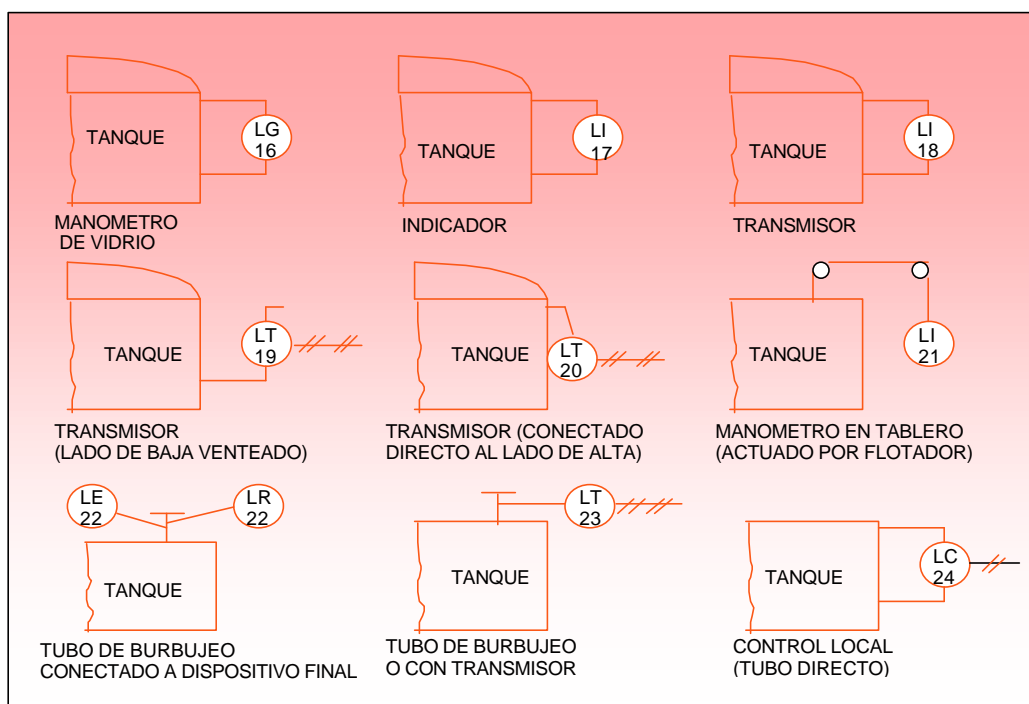 TANQUE
LG
16
MANOMETRO
DE VIDRIO
TANQUE
LI
17
INDICADOR
TANQUE
LI
18
TRANSMISOR
TANQUE
LT
19
TRANSMISOR
(LADO DE BAJA VENTEADO)
TANQUE
LT
20
TRANSMISOR (CONECTADO
DIRECTO AL LADO DE ALTA)
TANQUE
LI
21
MANOMETRO EN TABLERO
(ACTUADO POR FLOTADOR)
LE
22
LR
22
TANQUE
TUBO DE BURBUJEO
CONECTADO A DISPOSITIVO FINAL
LT
23
TANQUE
TUBO DE BURBUJEO
O CON TRANSMISOR
TANQUE
LC
24
CONTROL LOCAL
(TUBO DIRECTO)